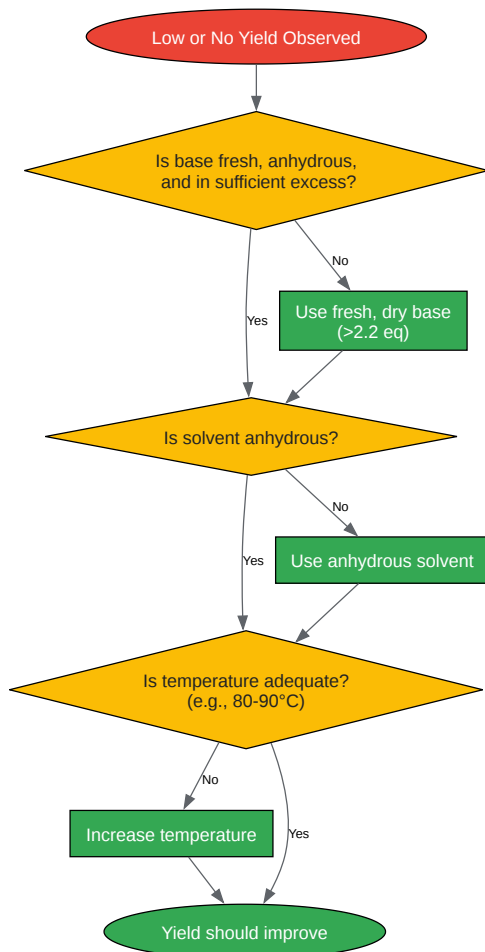 Low or No Yield Observed
Is base fresh, anhydrous,
and in sufficient excess?
No
Use fresh, dry base
(>2.2 eq)
Yes
Is solvent anhydrous?
No
Use anhydrous solvent
Yes
Is temperature adequate?
(e.g., 80-90°C)
No
Increase temperature
Yes
Yield should improve